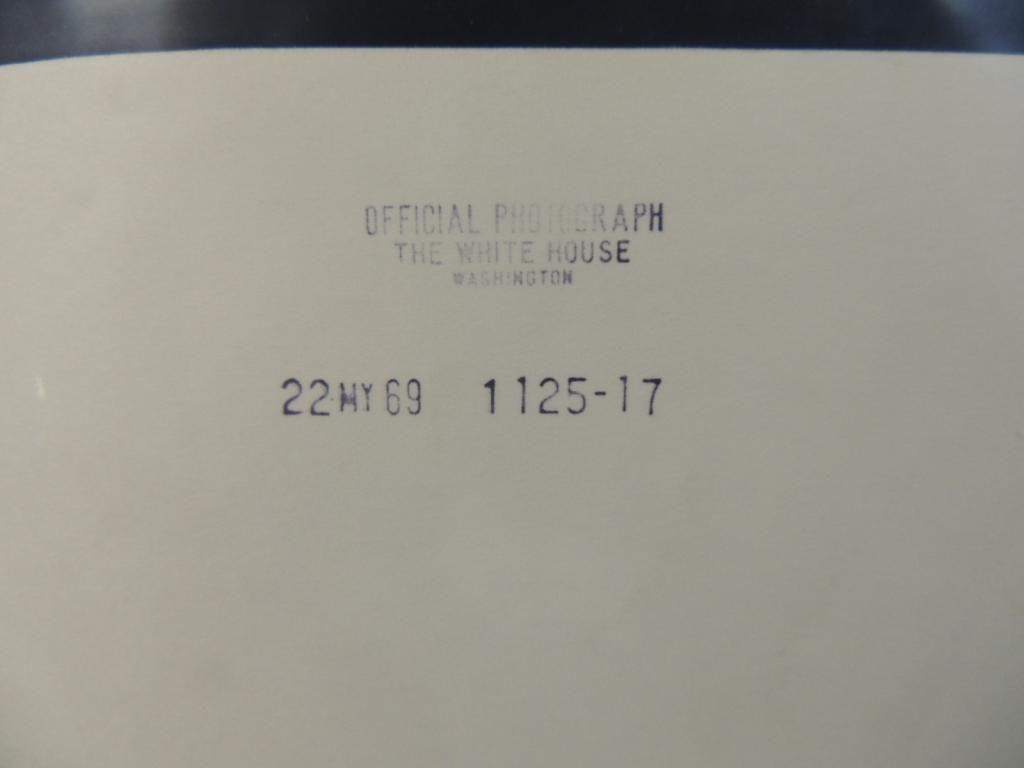 OFFICIAL PHOTOGRAPH
THE WHITE HOUSE
WASHINGTON
22 MY 69 1125-17